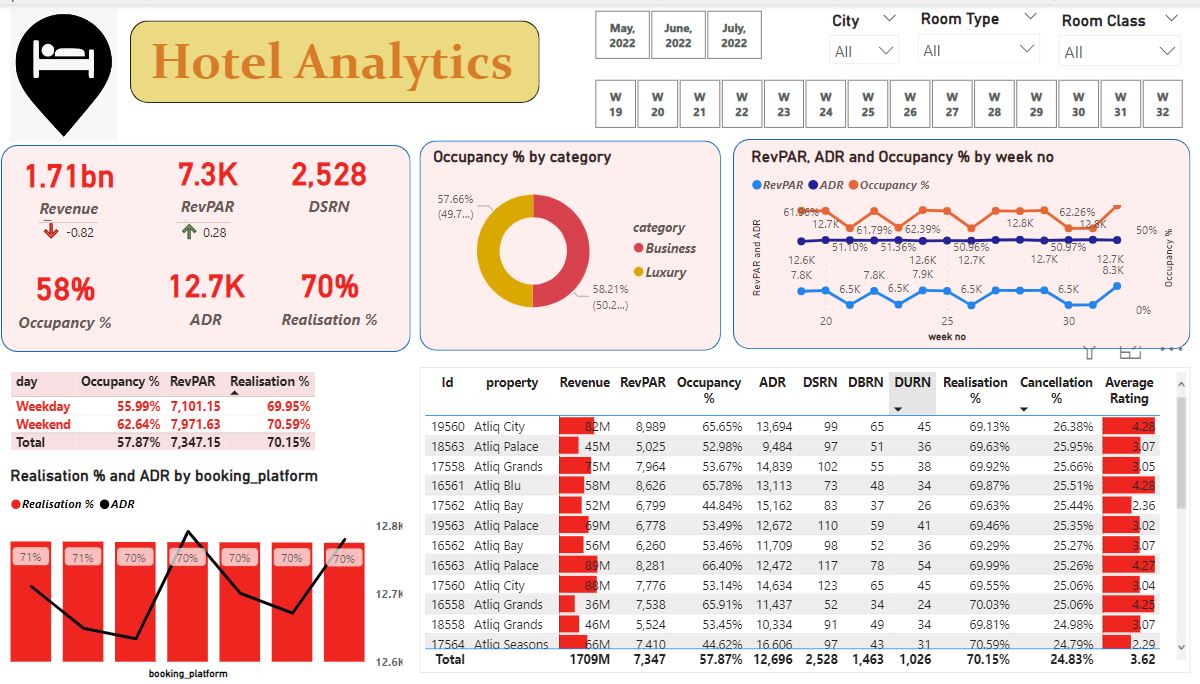 Hotel Analytics
May, 2022
June, 2022
July, 2022
City
All
Room Type
All
Room Class
All
W 19
W 20
W 21
W 22
W 23
W 24
W 25
W 26
W 27
W 28
W 29
W 30
W 31
W 32
1.71bn
Revenue
-0.82
7.3K
RevPAR
0.28
2,528
DSRN
58%
Occupancy %
12.7K
ADR
70%
Realisation %
Occupancy % by category
57.66%
(49.7...)
58.21%
(50.2...)
category
Business
Luxury
RevPAR, ADR and Occupancy % by week no
RevPAR ADR Occupancy %
RevPAR and ADR
61.96%
12.7K
61.79%
62.39%
12.8K
62.26%
12.8K
50%
51.10%
51.36%
50.96%
50.97%
12.6K
12.6K
12.7K
12.7K
12.7K
7.8K
7.8K
7.9K
8.3K
6.5K
6.5K
6.5K
6.5K
0%
20
25
30
week no
Occupancy %
day Occupancy % RevPAR Realisation %
Weekday 55.99% 7,101.15 69.95%
Weekend 62.64% 7,971.63 70.59%
Total 57.87% 7,347.15 70.15%
Realisation % and ADR by booking_platform
Realisation % ADR
71% 71% 70% 70% 70% 70% 70%
12.8K
12.7K
12.6K
booking_platform
Id property Revenue RevPAR Occupancy % ADR DSRN DBRN DURN Realisation % Cancellation % Average Rating
19560 Atliq City 82M 8,989 65.65% 13,694 99 65 45 69.13% 26.38% 4.28
18563 Atliq Palace 45M 5,025 52.98% 9,484 97 51 36 69.63% 25.95% 3.07
17558 Atliq Grands 75M 7,964 53.67% 14,839 102 55 38 69.92% 25.66% 3.05
16561 Atliq Blu 58M 8,626 65.78% 13,113 73 48 34 69.87% 25.51% 4.28
17562 Atliq Bay 52M 6,799 44.84% 15,162 83 37 26 69.63% 25.44% 2.36
19563 Atliq Palace 69M 6,778 53.49% 12,672 110 59 41 69.46% 25.35% 3.02
16562 Atliq Bay 56M 6,260 53.46% 11,709 98 52 36 69.29% 25.27% 3.07
16563 Atliq Palace 89M 8,281 66.40% 12,472 117 78 54 69.99% 25.26% 4.27
17560 Atliq City 88M 7,776 53.14% 14,634 123 65 45 69.55% 25.06% 3.04
16558 Atliq Grands 36M 7,538 65.91% 11,437 52 34 24 70.03% 25.06% 4.25
18558 Atliq Grands 46M 5,524 53.45% 10,334 91 49 34 69.81% 24.98% 3.07
17564 Atliq Seasons 66M 7,410 44.62% 16,606 97 43 31 70.59% 24.79% 2.29
Total 1709M 7,347 57.87% 12,696 2,528 1,463 1,026 70.15% 24.83% 3.62